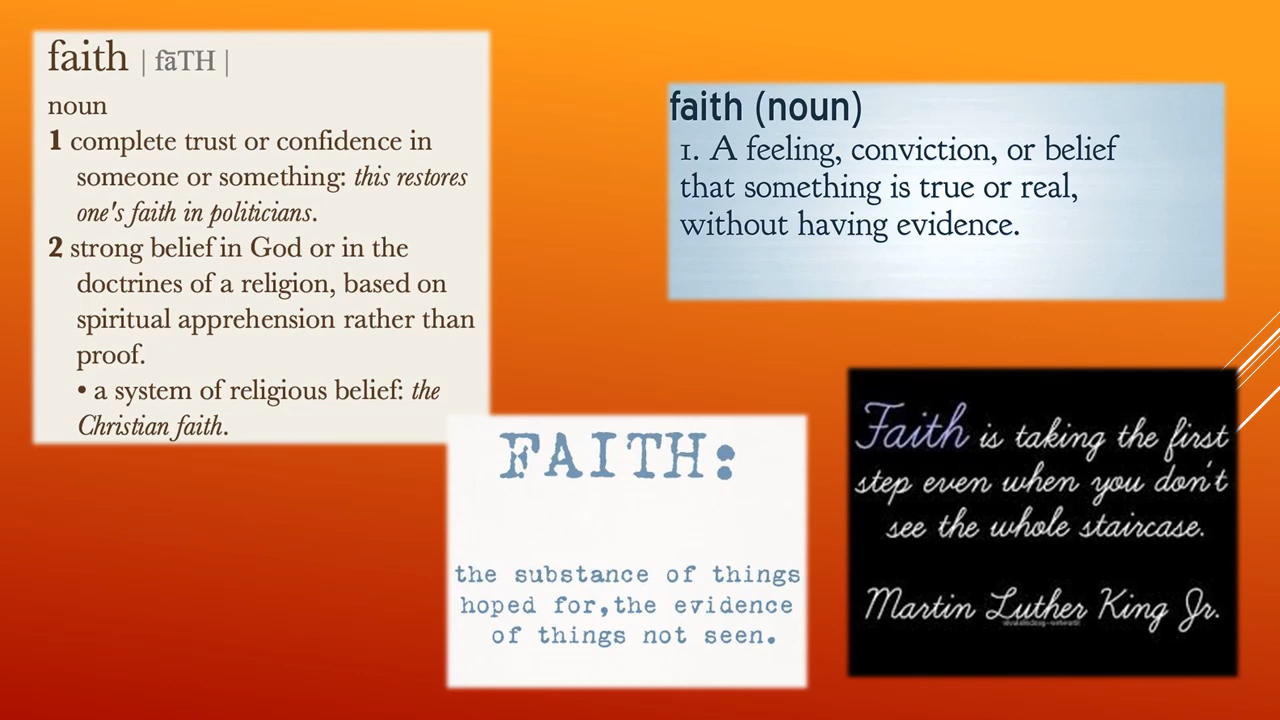 faith | fāTH |
noun
1 complete trust or confidence in
someone or something: this restores
one's faith in politicians.
2 strong belief in God or in the
doctrines of a religion, based on
spiritual apprehension rather than
proof.
• a system of religious belief: the
Christian faith.
faith (noun)
1. A feeling, conviction, or belief
that something is true or real,
without having evidence.
FAITH:
the substance of things
hoped for,the evidence
of things not seen.
Faith is taking the first
step even when you don't
see the whole staircase.
Martin Luther King Jr.